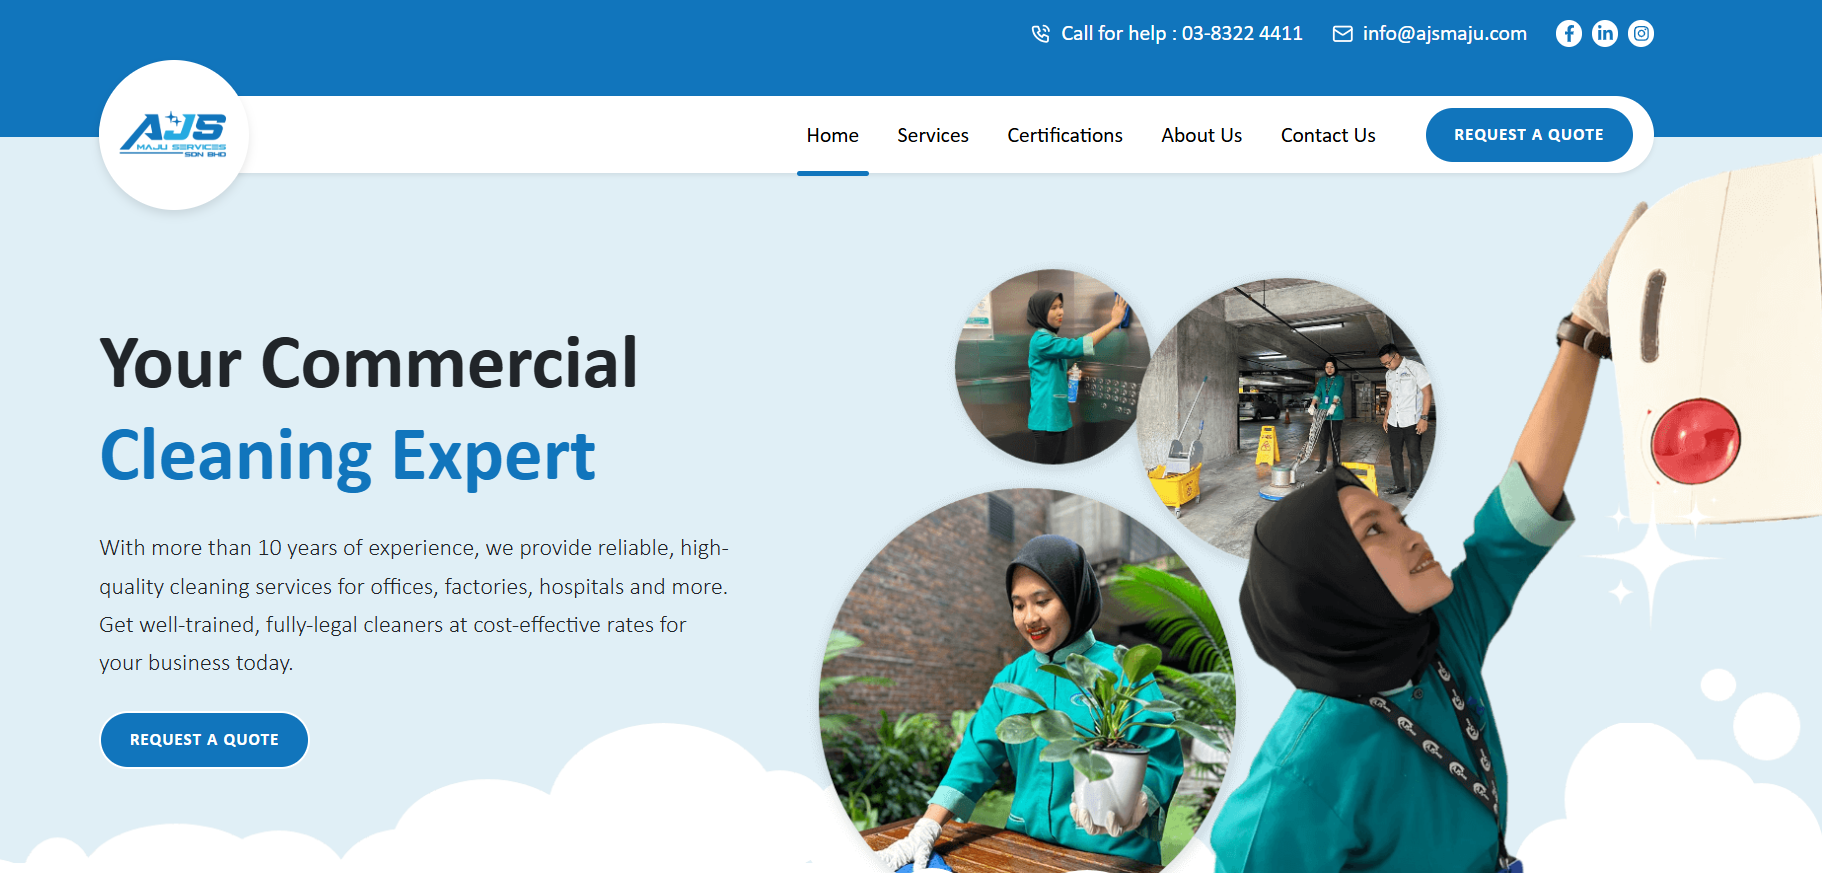 Call for help : 03-8322 4411
info@ajsmaju.com
AJS
MAJU SERVICES
SDN BHD
Home
Services
Certifications
About Us
Contact Us
REQUEST A QUOTE
Your Commercial
Cleaning Expert
With more than 10 years of experience, we provide reliable, high-
quality cleaning services for offices, factories, hospitals and more.
Get well-trained, fully-legal cleaners at cost-effective rates for
your business today.
REQUEST A QUOTE